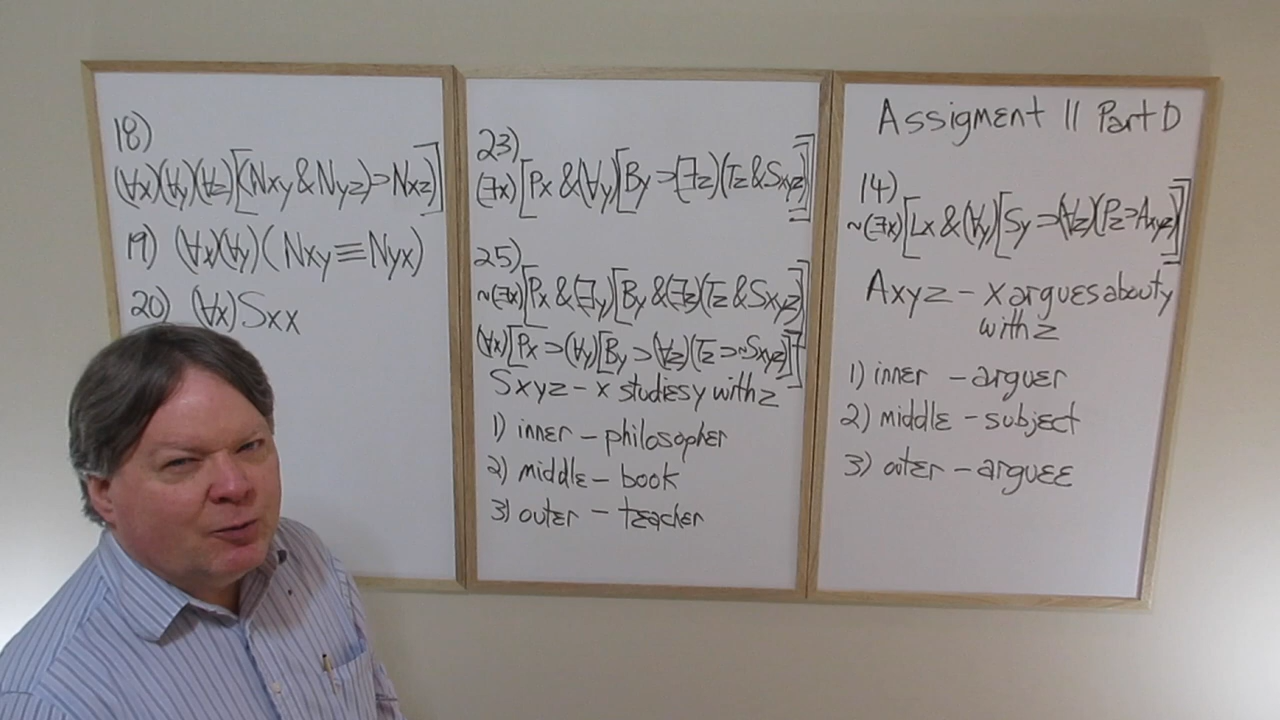 18)
(∀x)(∀y)(∀z)[(Nxy & Nyz)⊃Nxz)]
19) (∀x)(∀y)(Nxy≡Nyx)
20) (∀x)Sxx
23)
(∃x)[Px &(∀y)[By⊃(∃z)(Tz & Sxyz)]]
25)
~(∃x)[Px &(∃y)[By &(∃z)(Tz & Sxyz)]]
(∀x)[Px⊃(∀y)[By⊃(∀z)(Tz⊃~Sxyz)]]
Sxyz – x studies y with z
1) inner – philosopher
2) middle – book
3) outer – teacher
Assigment 11 Part D
14)
~(∃x)[Lx &(∀y)[Sy⊃(∀z)(Pz⊃Axyz)]]
Axyz – x argues about y
with z
1) inner – arguer
2) middle – subject
3) outer – arguee